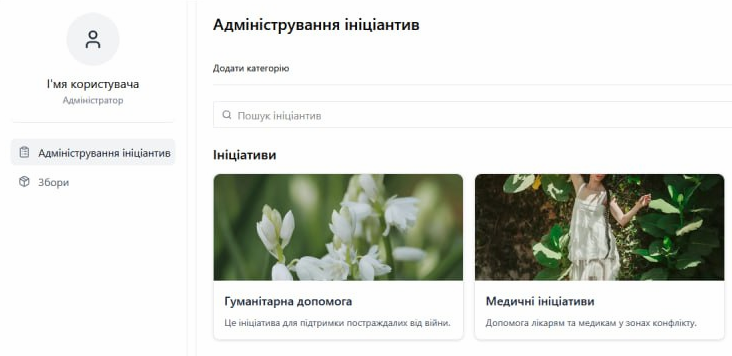 І'мя користувача
Адміністратор
Адміністрування ініціантив
Збори
Адміністрування ініціантив
Додати категорію
Пошук ініціантив
Ініціативи
Гуманітарна допомога
Це ініціатива для підтримки постраждалих від війни.
Медичні ініціативи
Допомога лікарям та медикам у зонах конфлікту.